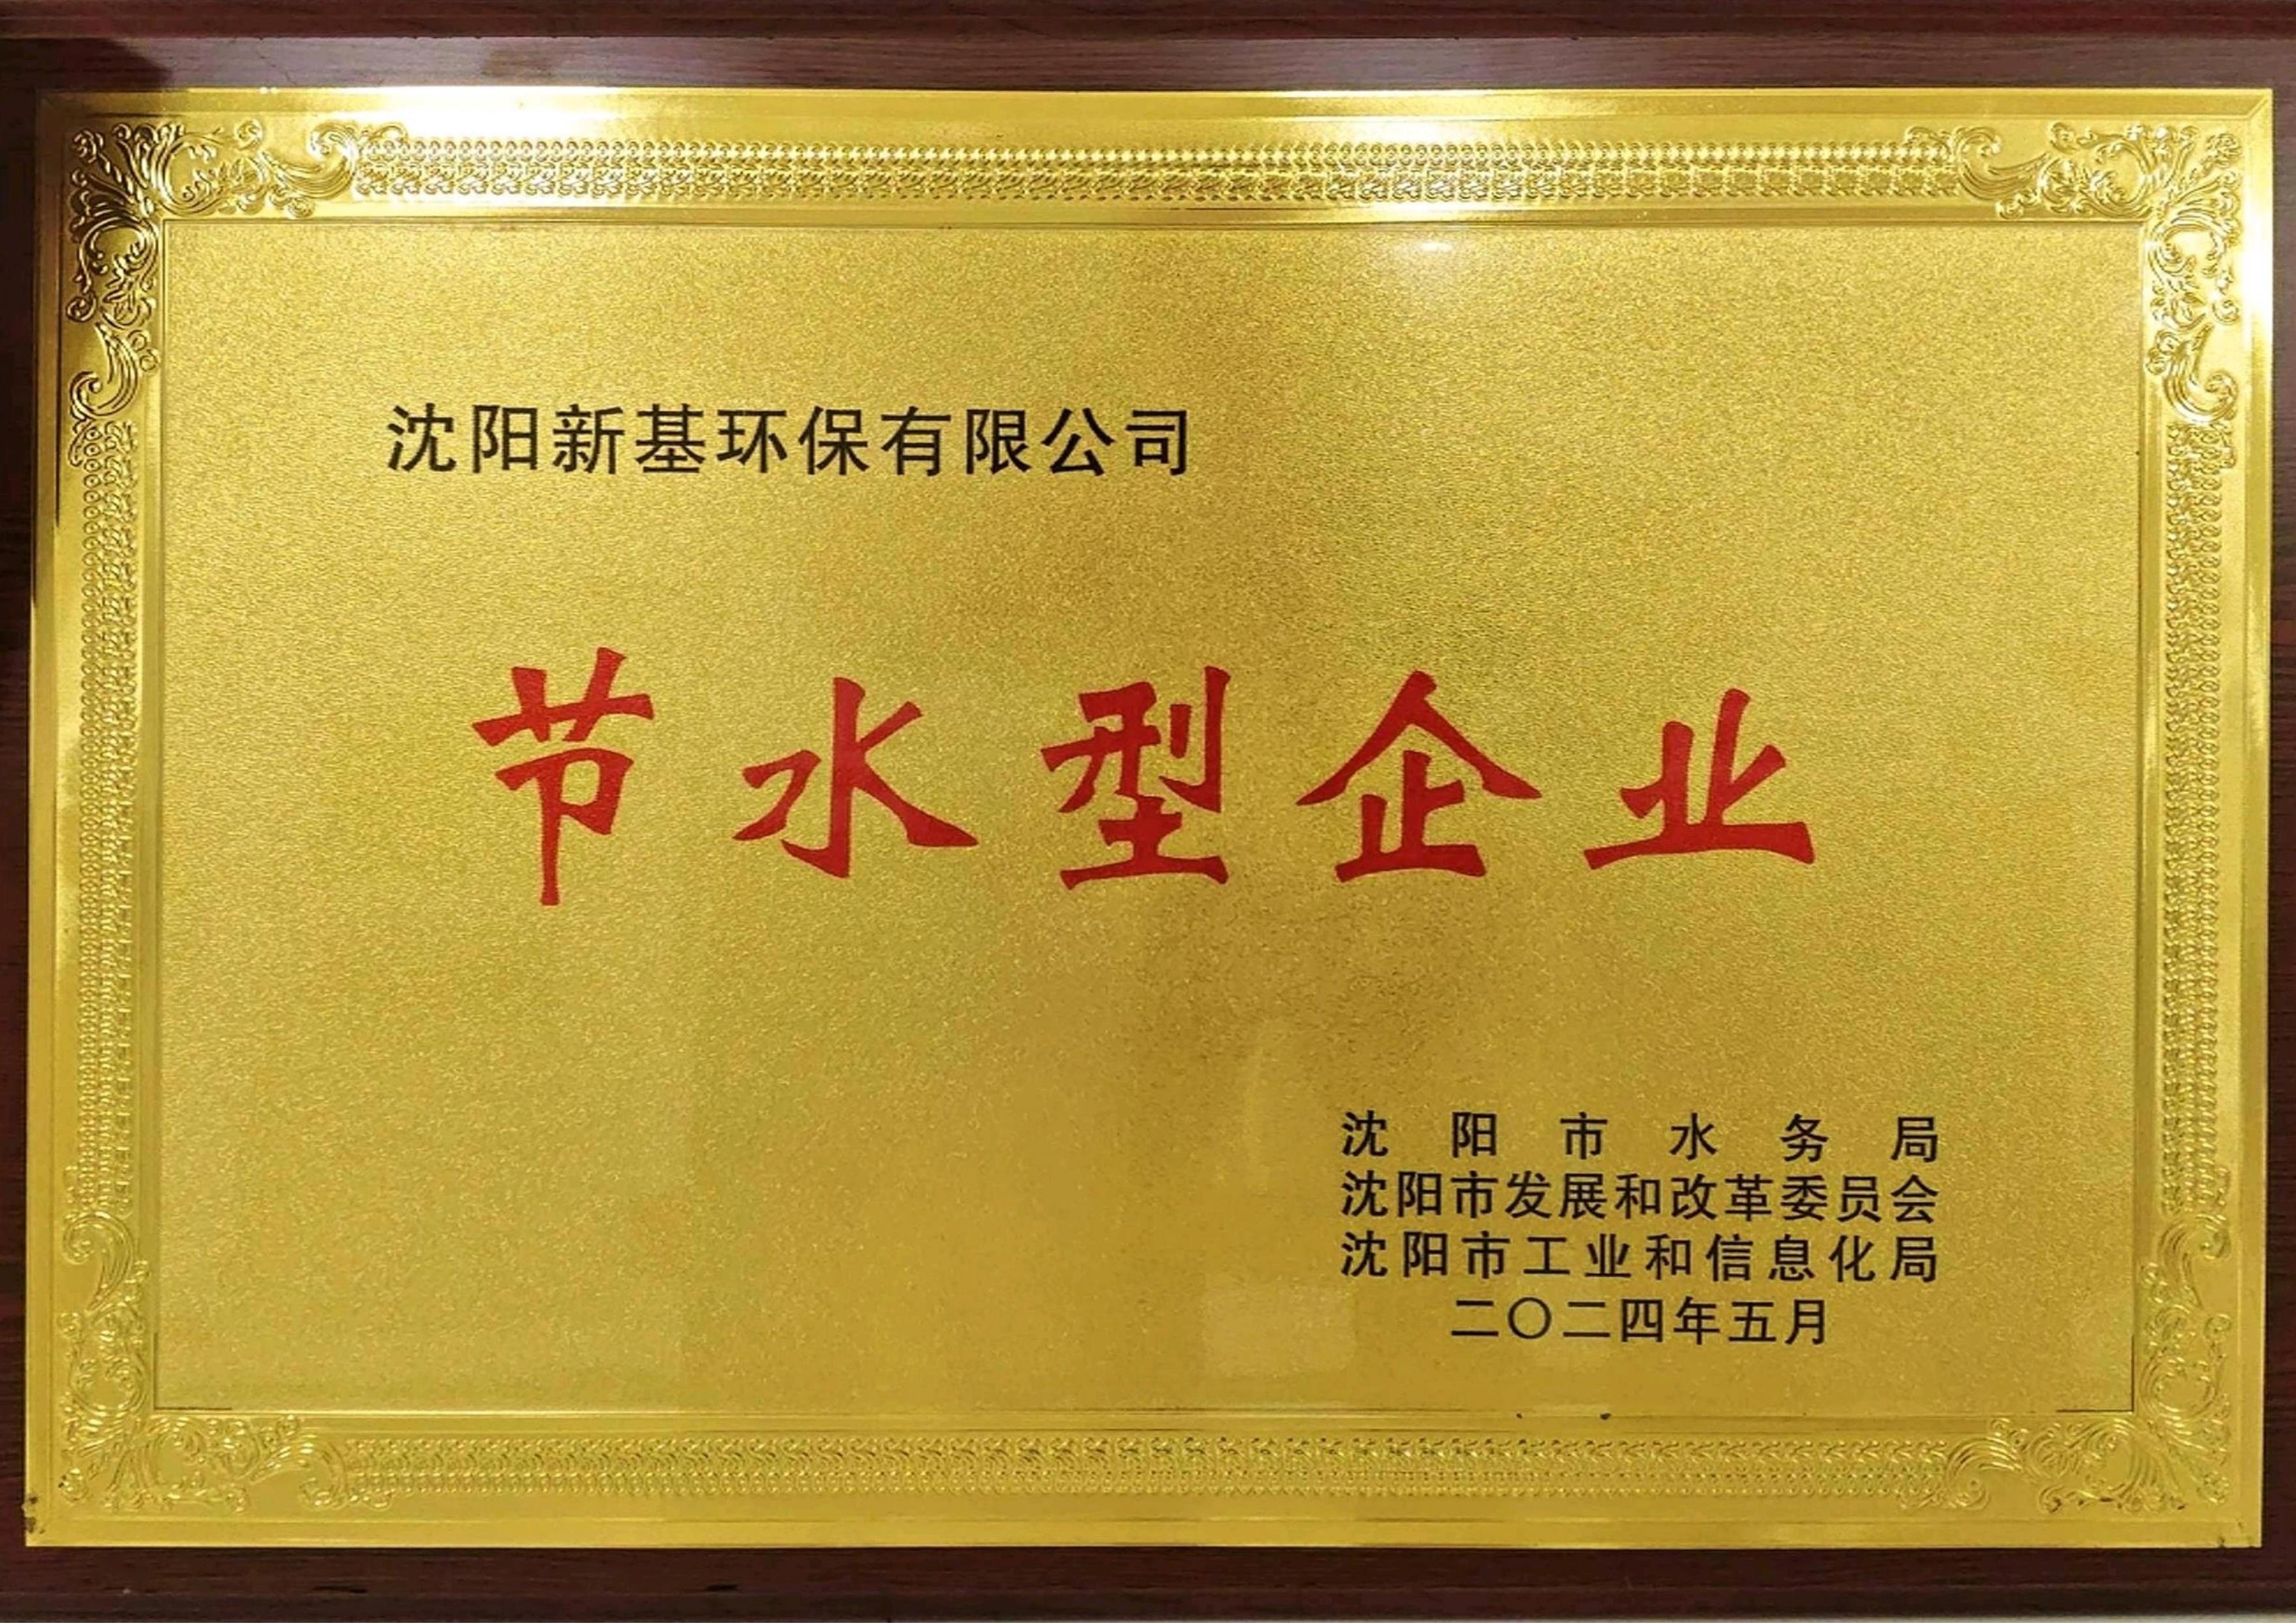 沈阳新基环保有限公司
节水型企业
沈阳市水务局
沈阳市发展和改革委员会
沈阳市工业和信息化局
二〇二四年五月